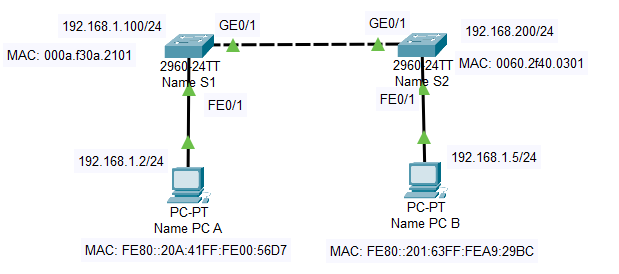 192.168.1.100/24
GE0/1
GE0/1
192.168.200/24
MAC: 000a.f30a.2101
2960-24TT
Name S1
2960-24TT
Name S2
MAC: 0060.2f40.0301
FE0/1
FE0/1
192.168.1.2/24
192.168.1.5/24
PC-PT
Name PC A
PC-PT
Name PC B
MAC: FE80::20A:41FF:FE00:56D7
MAC: FE80::201:63FF:FEA9:29BC